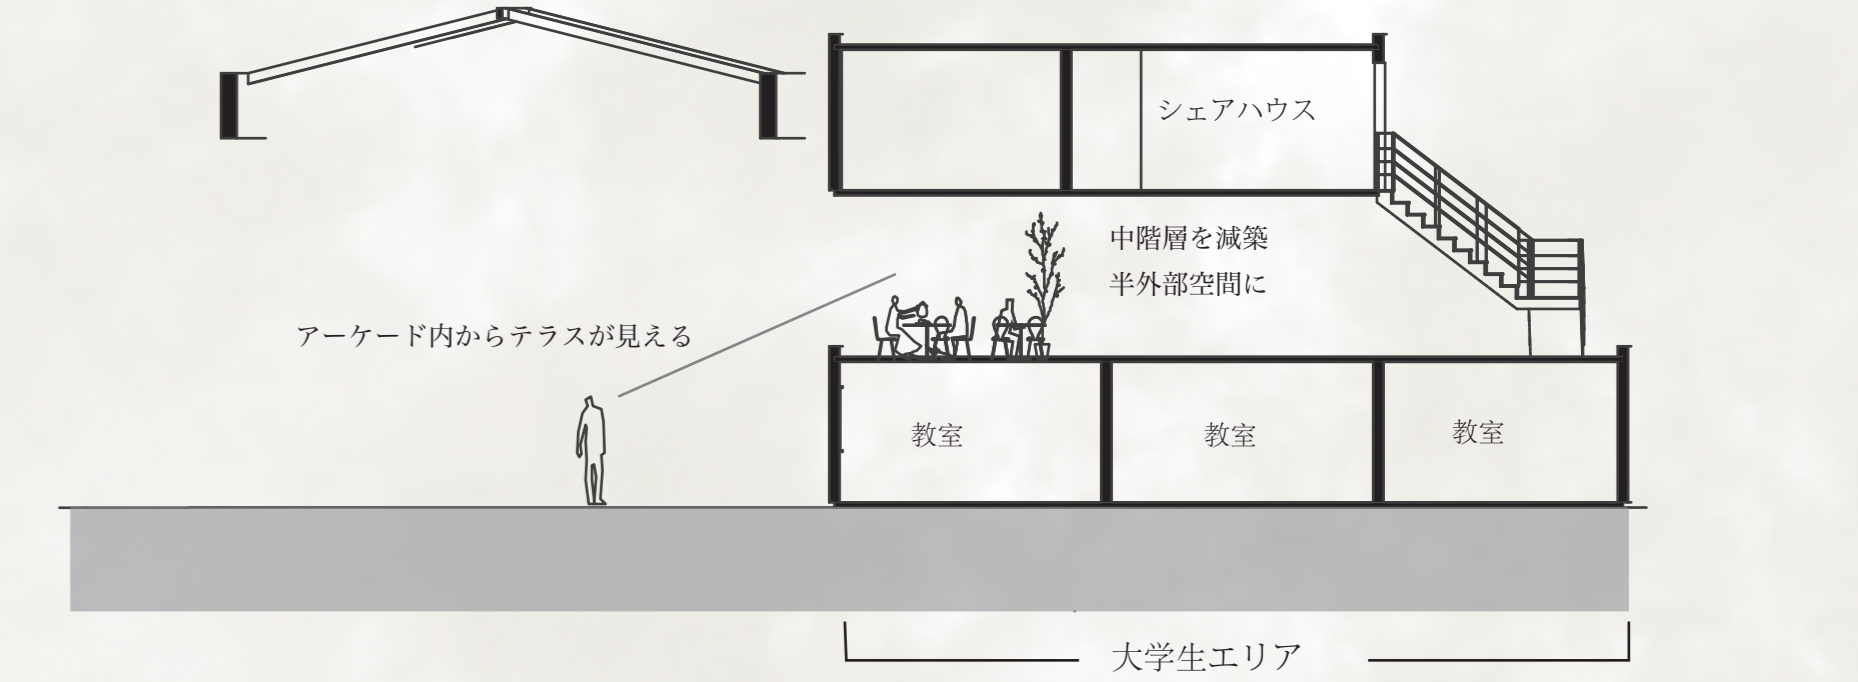 シェアハウス
中階層を減築
半外部空間に
アーケード内からテラスが見える
教室
教室
教室
大学生エリア